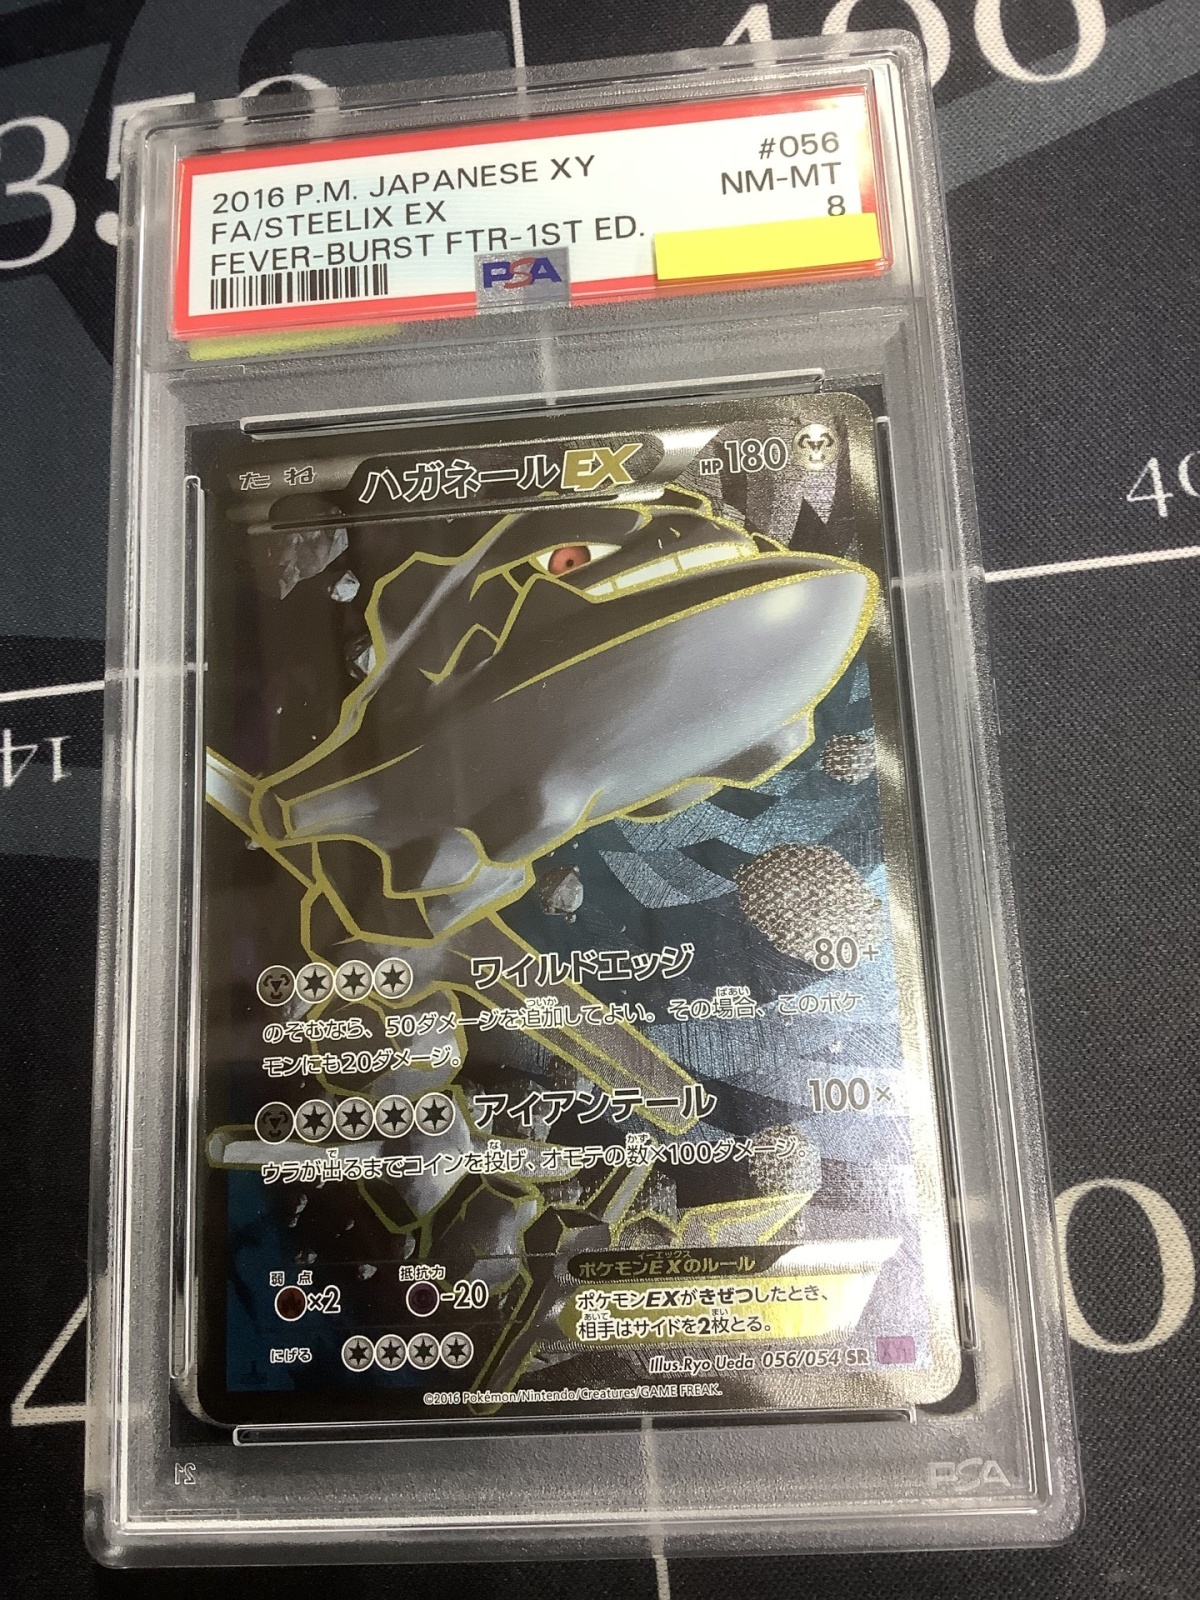 350
400
2016 P.M. JAPANESE XY #056
FA/STEELIX EX NM-MT
FEVER-BURST FTR-1ST ED. 8
PSA
たね ハガネールEX HP180
14
ワイルドエッジ 80+
のぞむなら、50ダメージを追加してよい。その場合、このポケ
モンにも20ダメージ。
アイアンテール 100×
ウラが出るまでコインを投げ、オモテの数×100ダメージ。
弱点 ×2 抵抗力 -20
にげる
ポケモンEXのルール
ポケモンEXがきぜつしたとき、
相手はサイドを2枚とる。
Illus.Ryo Ueda 056/054 SR
©2016 Pokémon/Nintendo/Creatures/GAME FREAK.
21
PSA